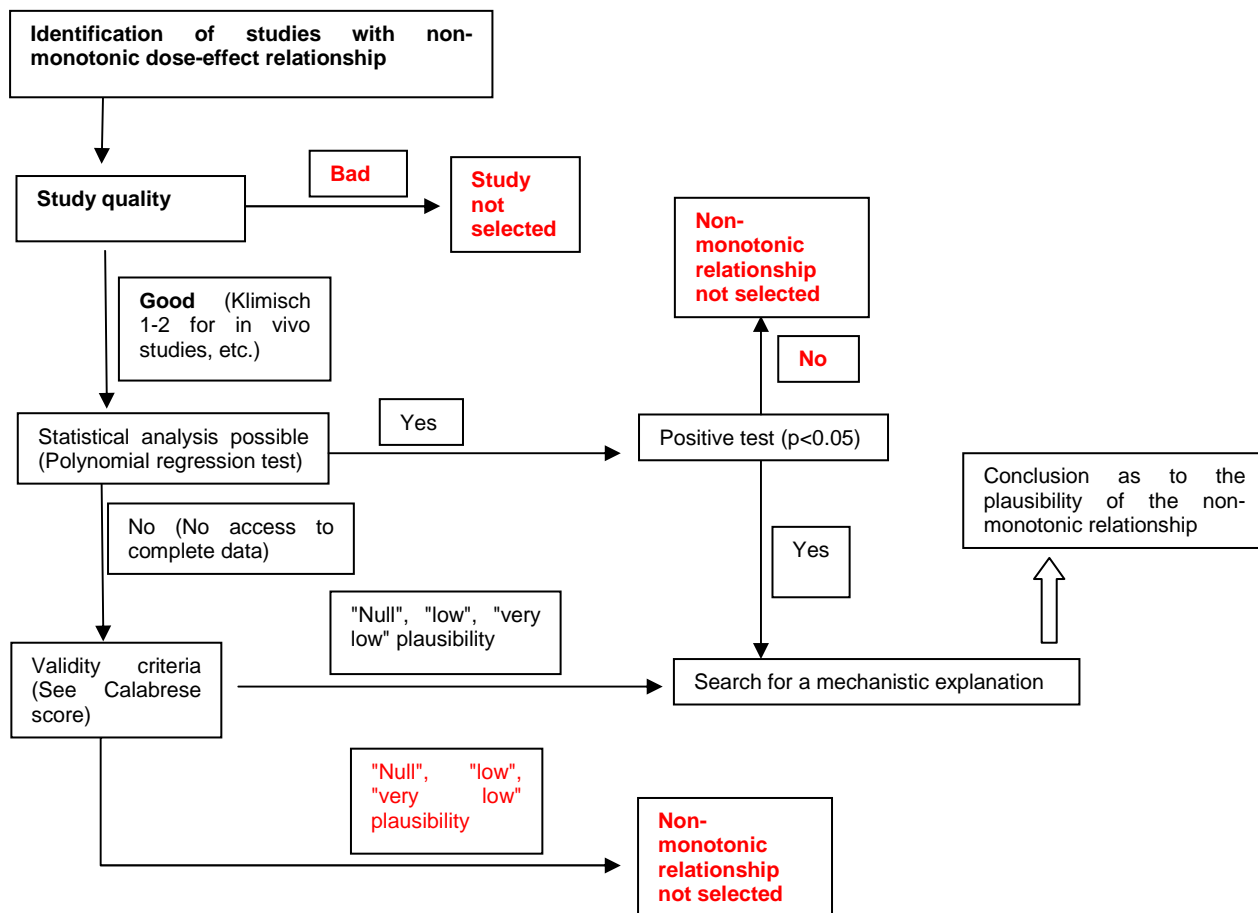 Identification of studies with non-
monotonic dose-effect relationship
Bad
Study quality
Study
not
selected
Non-
monotonic
relationship
not selected
Good (Klimisch
1-2 for in vivo
studies, etc.)
No
Statistical analysis possible
(Polynomial regression test)
Yes
Positive test (p<0.05)
Conclusion as to the
plausibility of the non-
monotonic relationship
No (No access to
complete data)
Yes
"Null", "low", "very
low" plausibility
Validity criteria
(See Calabrese
score)
Search for a mechanistic explanation
"Null", "low",
"very low"
plausibility
Non-
monotonic
relationship
not selected